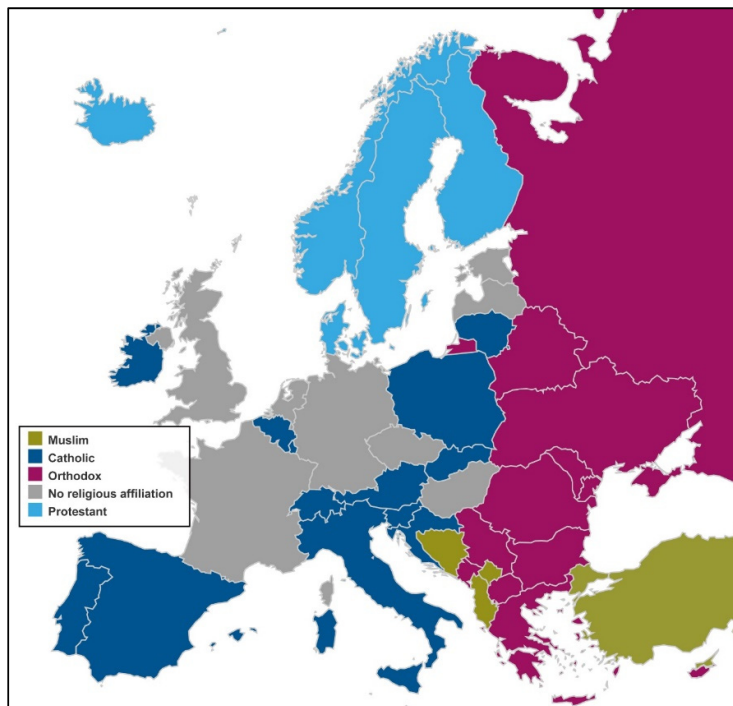 Muslim
Catholic
Orthodox
No religious affiliation
Protestant